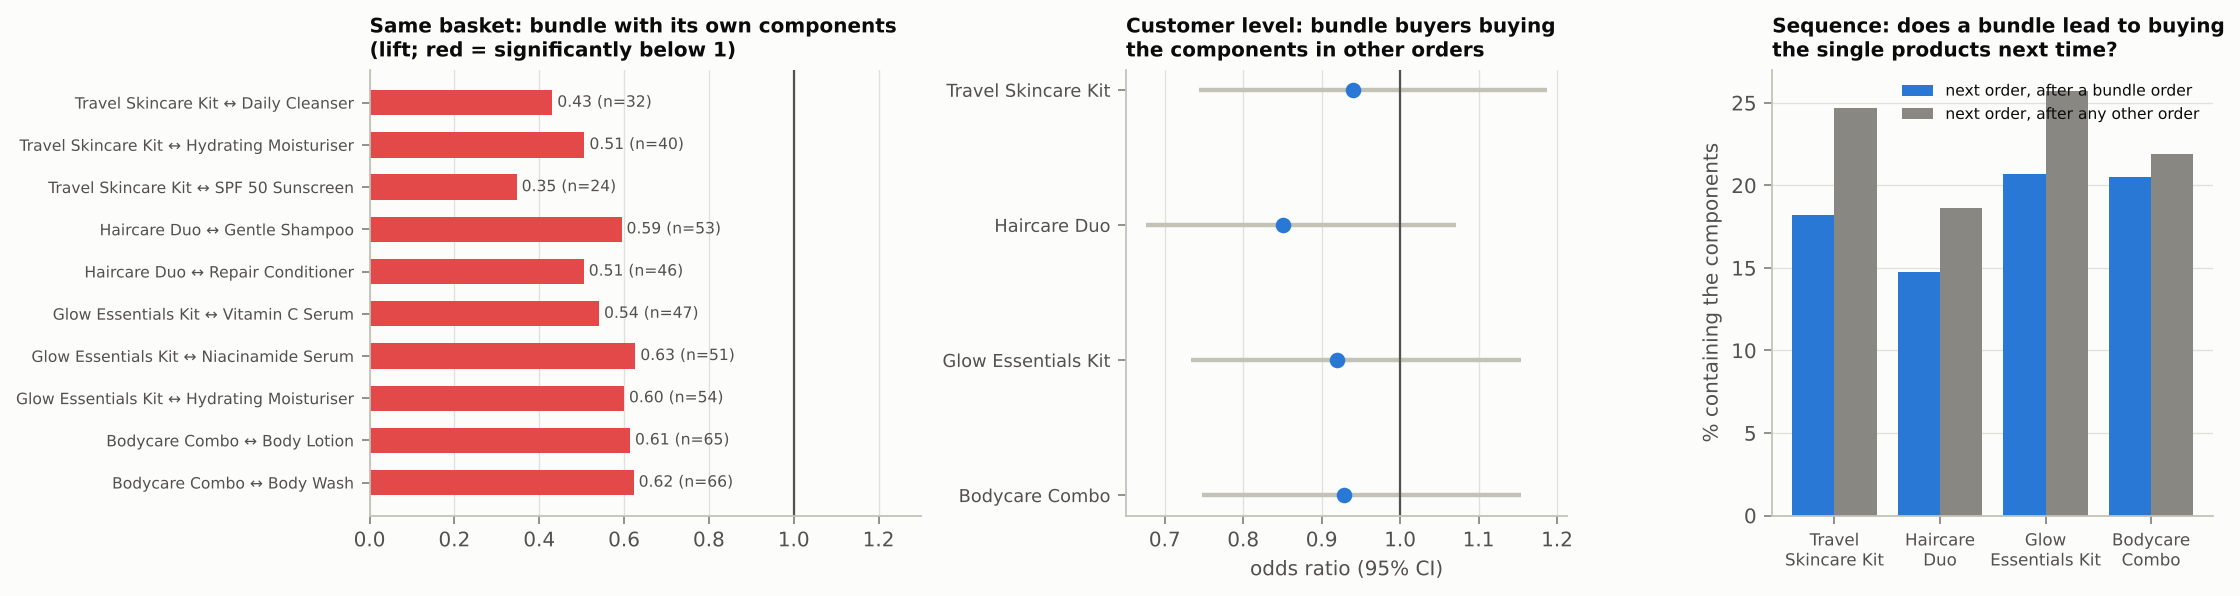 Same basket: bundle with its own components
(lift; red = significantly below 1)
Travel Skincare Kit ↔ Daily Cleanser
0.43 (n=32)
Travel Skincare Kit ↔ Hydrating Moisturiser
0.51 (n=40)
Travel Skincare Kit ↔ SPF 50 Sunscreen
0.35 (n=24)
Haircare Duo ↔ Gentle Shampoo
0.59 (n=53)
Haircare Duo ↔ Repair Conditioner
0.51 (n=46)
Glow Essentials Kit ↔ Vitamin C Serum
0.54 (n=47)
Glow Essentials Kit ↔ Niacinamide Serum
0.63 (n=51)
Glow Essentials Kit ↔ Hydrating Moisturiser
0.60 (n=54)
Bodycare Combo ↔ Body Lotion
0.61 (n=65)
Bodycare Combo ↔ Body Wash
0.62 (n=66)
0.0 0.2 0.4 0.6 0.8 1.0 1.2
Customer level: bundle buyers buying
the components in other orders
Travel Skincare Kit
Haircare Duo
Glow Essentials Kit
Bodycare Combo
0.7 0.8 0.9 1.0 1.1 1.2
odds ratio (95% CI)
Sequence: does a bundle lead to buying
the single products next time?
next order, after a bundle order
next order, after any other order
% containing the components
25
20
15
10
5
0
Travel
Skincare Kit
Haircare
Duo
Glow
Essentials Kit
Bodycare
Combo